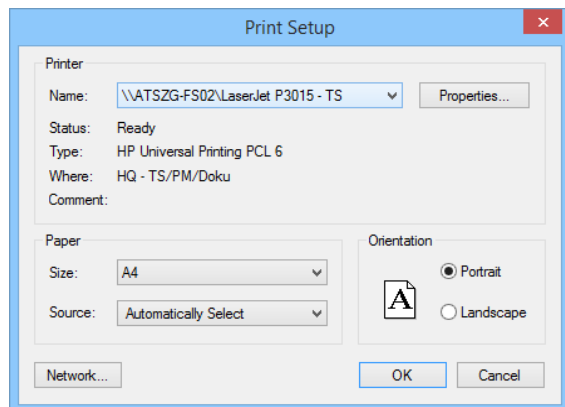 Print Setup
Printer
Name: \\ATSZG-FS02\LaserJet P3015 - TS Properties...
Status: Ready
Type: HP Universal Printing PCL 6
Where: HQ - TS/PM/Doku
Comment:
Paper
Size: A4
Source: Automatically Select
Orientation
A
Portrait
Landscape
Network... OK Cancel